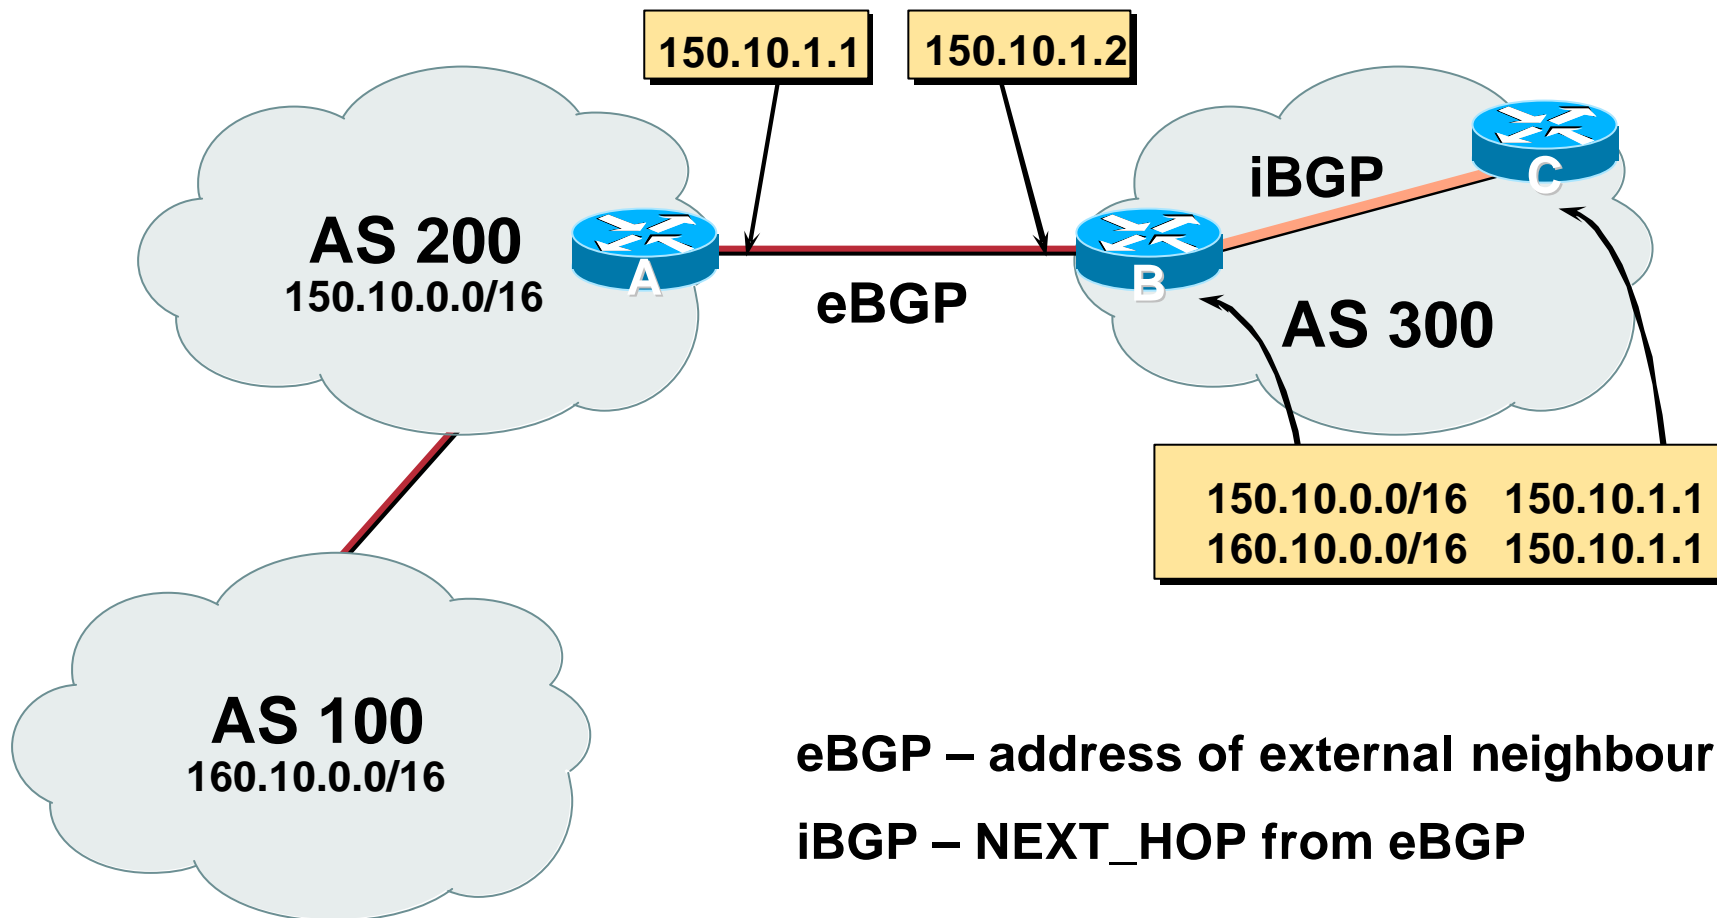 150.10.1.1
150.10.1.2
iBGP
C
AS 200
150.10.0.0/16
A
B
eBGP
AS 300
150.10.0.0/16 150.10.1.1
160.10.0.0/16 150.10.1.1
AS 100
160.10.0.0/16
eBGP – address of external neighbour
iBGP – NEXT_HOP from eBGP